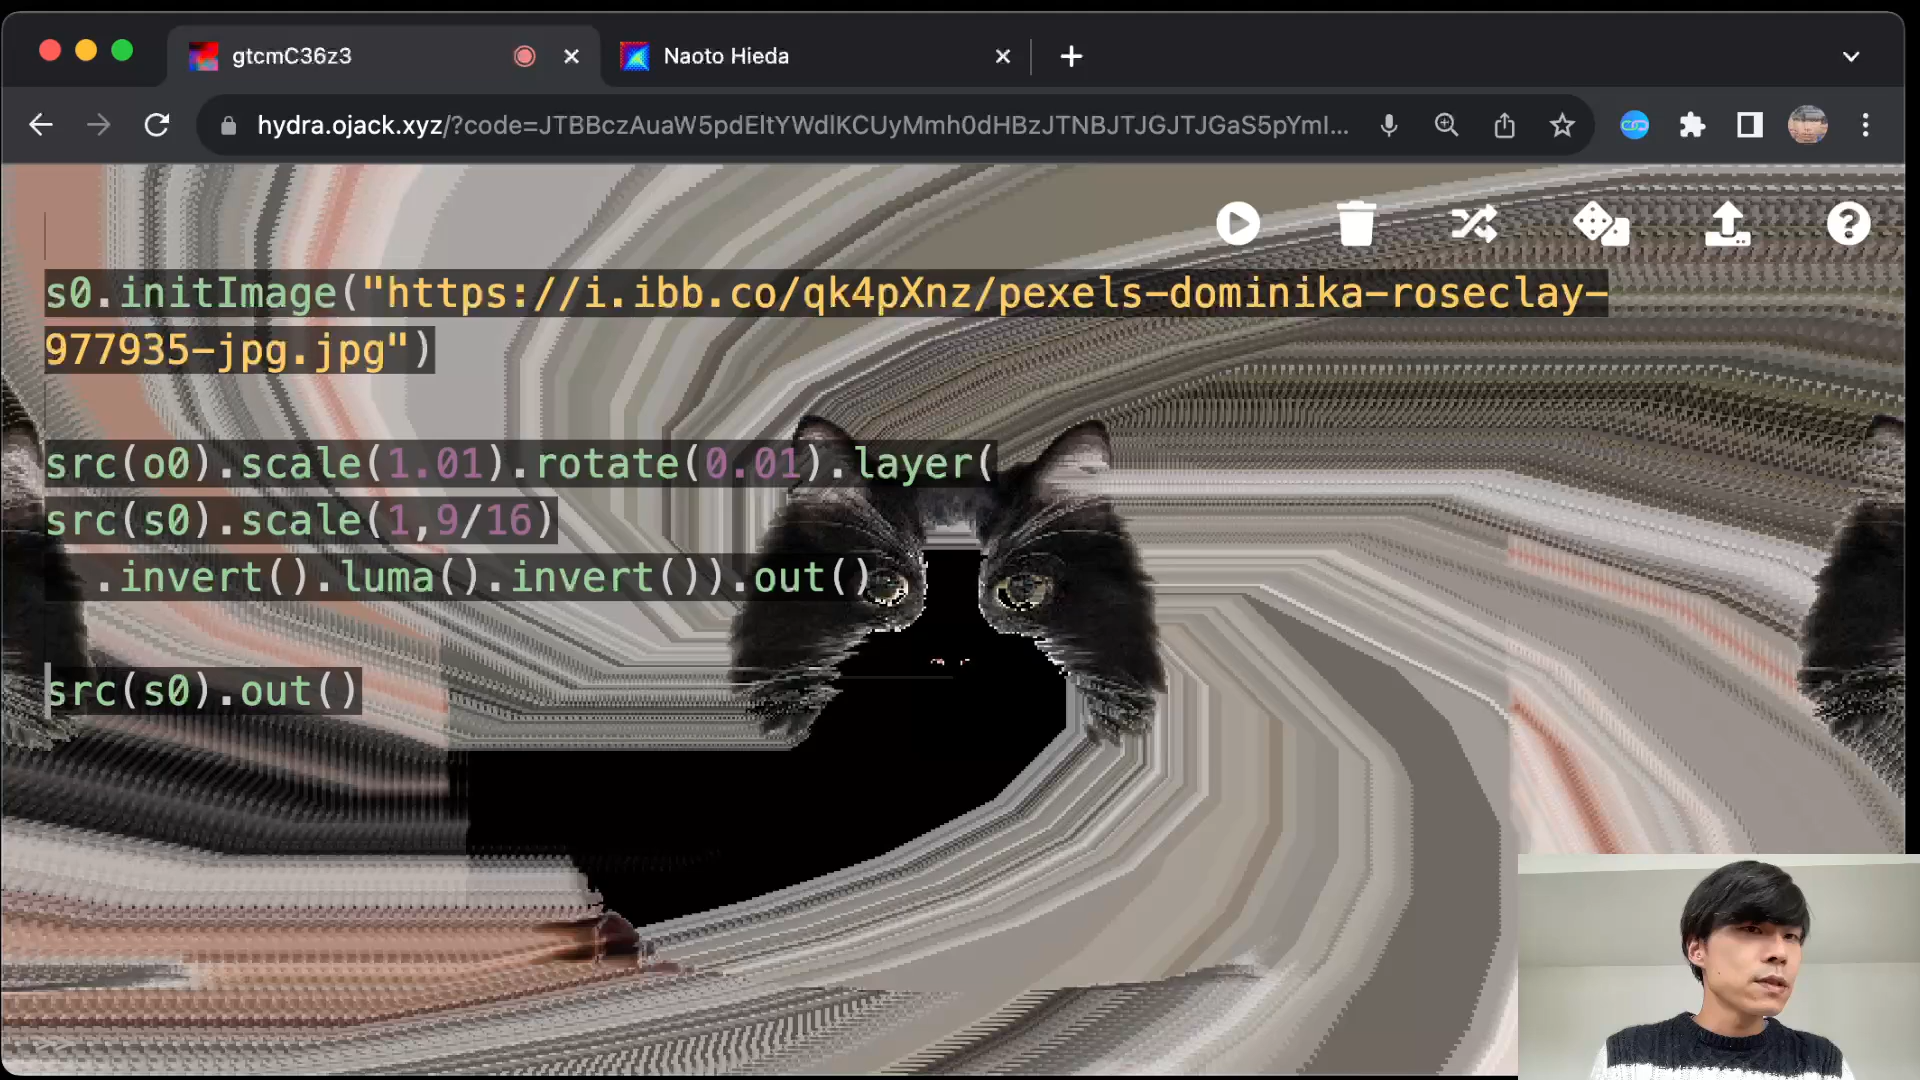 gtcmC36z3
Naoto Hieda
hydra.ojack.xyz/?code=JTBBczAuaW5pdEltYWdlKCUyMmh0dHBzJTNBJTJGJTJGaS5pYmI...
s0.initImage("https://i.ibb.co/qk4pXnz/pexels-dominika-roseclay-
977935-jpg.jpg")
src(o0).scale(1.01).rotate(0.01).layer(
src(s0).scale(1,9/16)
.invert().luma().invert()).out()
src(s0).out()